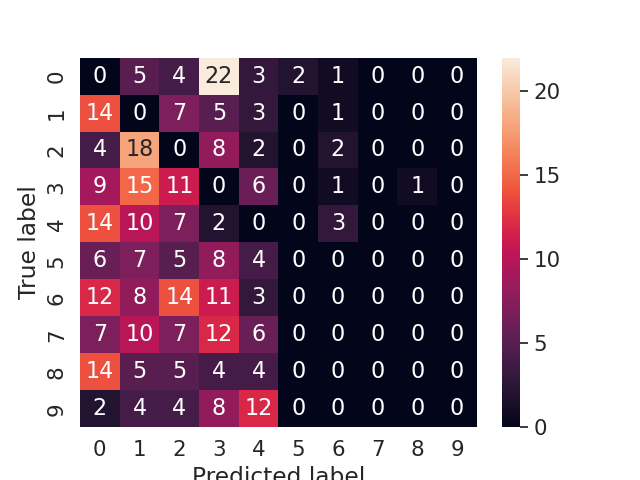 0 0 5 4 22 3 2 1 0 0 0
1 14 0 7 5 3 0 1 0 0 0
2 4 18 0 8 2 0 2 0 0 0
3 9 15 11 0 6 0 1 0 1 0
4 14 10 7 2 0 0 3 0 0 0
5 6 7 5 8 4 0 0 0 0 0
6 12 8 14 11 3 0 0 0 0 0
7 7 10 7 12 6 0 0 0 0 0
8 14 5 5 4 4 0 0 0 0 0
9 2 4 4 8 12 0 0 0 0 0
0 1 2 3 4 5 6 7 8 9
Predicted label
True label
20
15
10
5
0